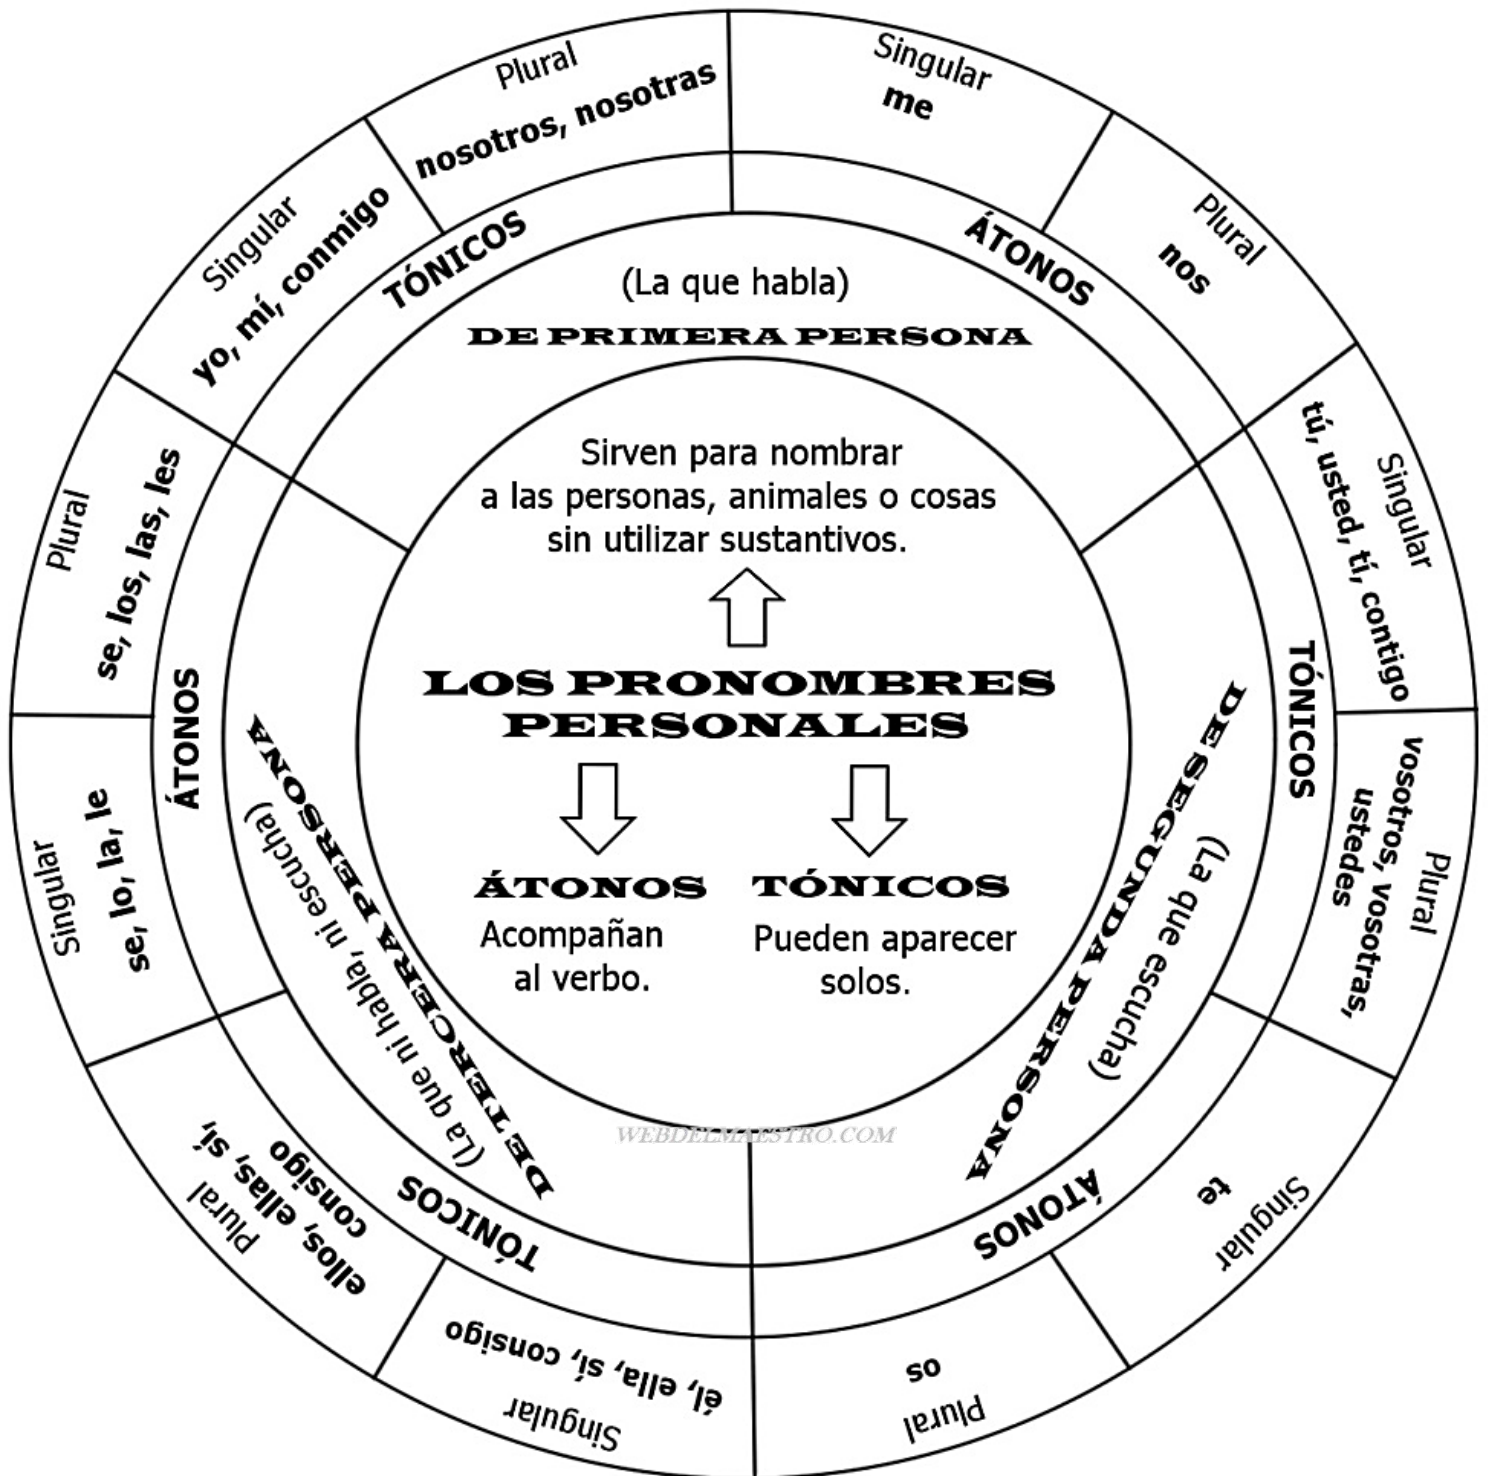 Sirven para nombrar
a las personas, animales o cosas
sin utilizar sustantivos.
LOS PRONOMBRES
PERSONALES
ÁTONOS
Acompañan
al verbo.
TÓNICOS
Pueden aparecer
solos.
WEBDELMAESTRO.COM
(La que habla)
DE PRIMERA PERSONA
TÓNICOS
Singular
yo, mí, conmigo
Plural
nosotros, nosotras
ÁTONOS
Singular
me
Plural
nos
DE SEGUNDA PERSONA
(La que escucha)
TÓNICOS
Singular
tú, usted, tí, contigo
Plural
vosotros, vosotras,
ustedes
ÁTONOS
Singular
te
Plural
os
DE TERCERA PERSONA
(La que ni habla, ni escucha)
TÓNICOS
Singular
él, ella, sí, consigo
Plural
ellos, ellas, sí,
consigo
ÁTONOS
Singular
se, lo, la, le
Plural
se, los, las, les